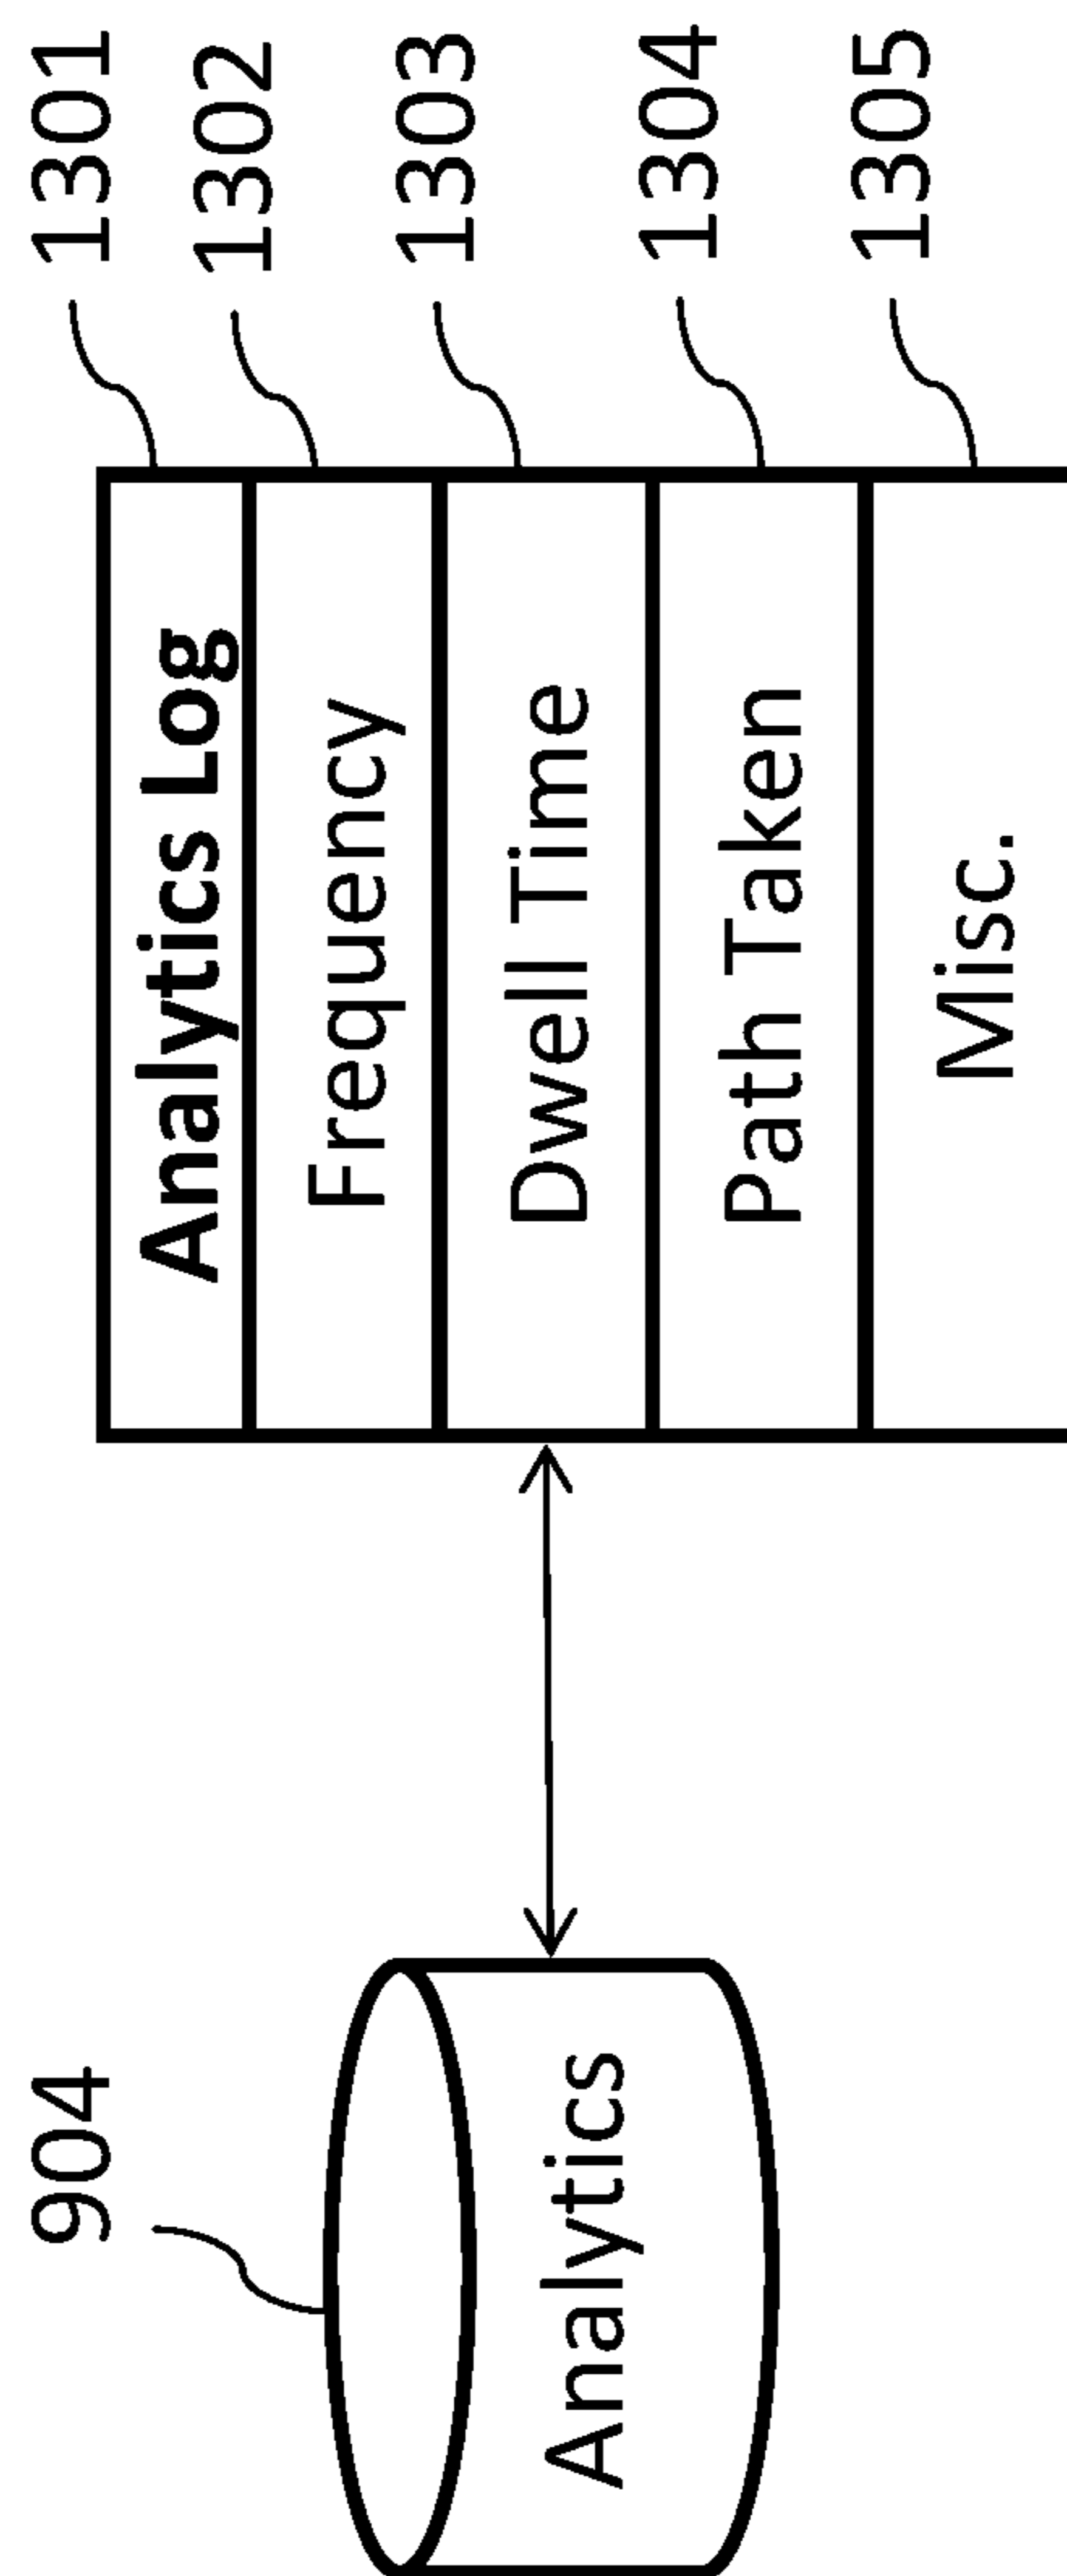 904
Analytics
Analytics Log
1301
Frequency
1302
Dwell Time
1303
Path Taken
1304
Misc.
1305